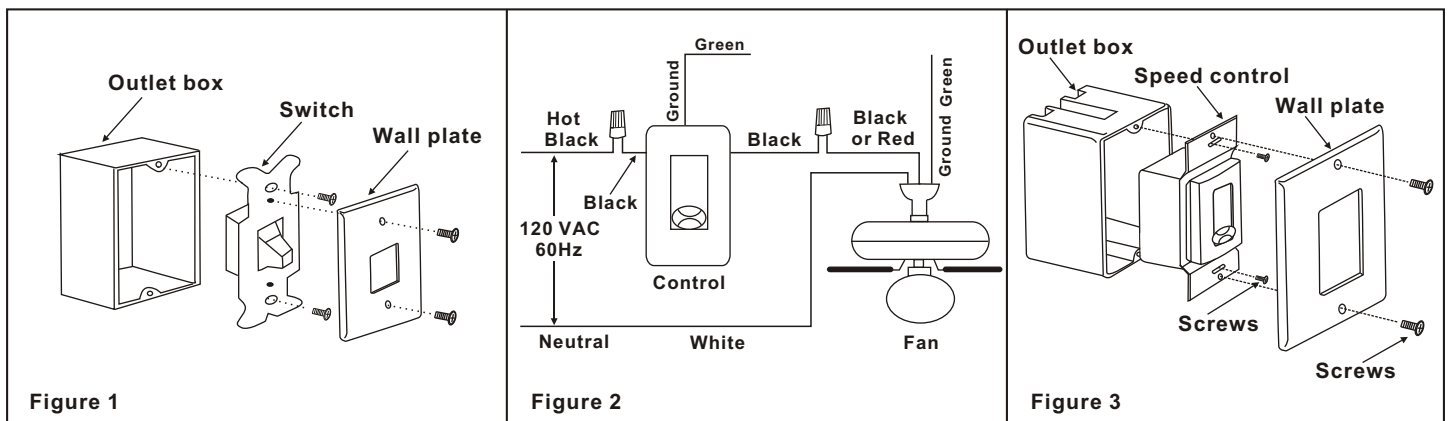 Outlet box
Switch
Wall plate
Figure 1
Green
Ground
Ground Green
Hot
Black
Black
Black
or Red
Black
120 VAC
60Hz
Control
Neutral
White
Fan
Figure 2
Outlet box
Speed control
Wall plate
Screws
Screws
Figure 3